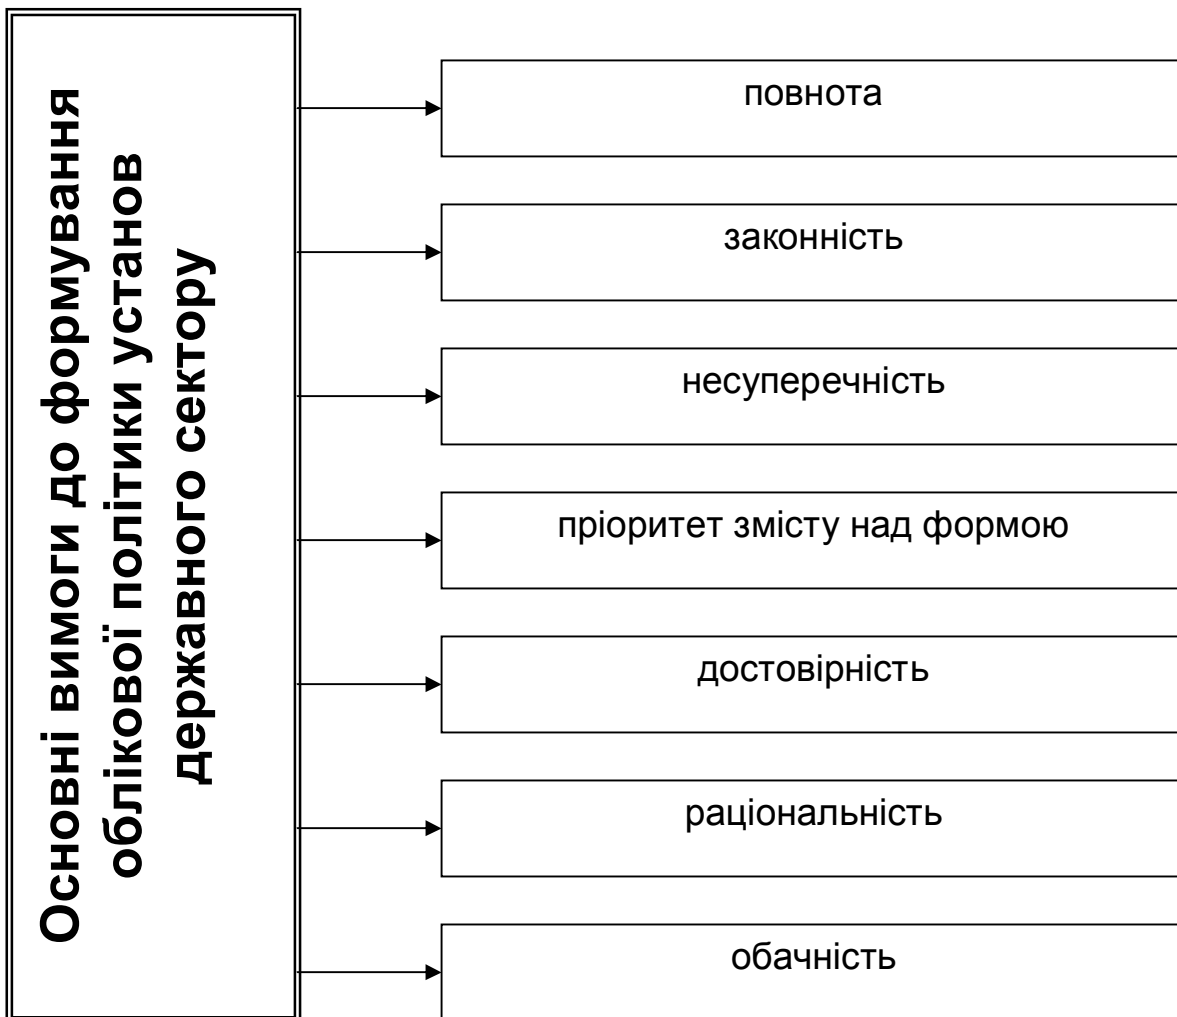 Основні вимоги до формування
облікової політики установ
державного сектору
повнота
законність
несуперечність
пріоритет змісту над формою
достовірність
раціональність
обачність